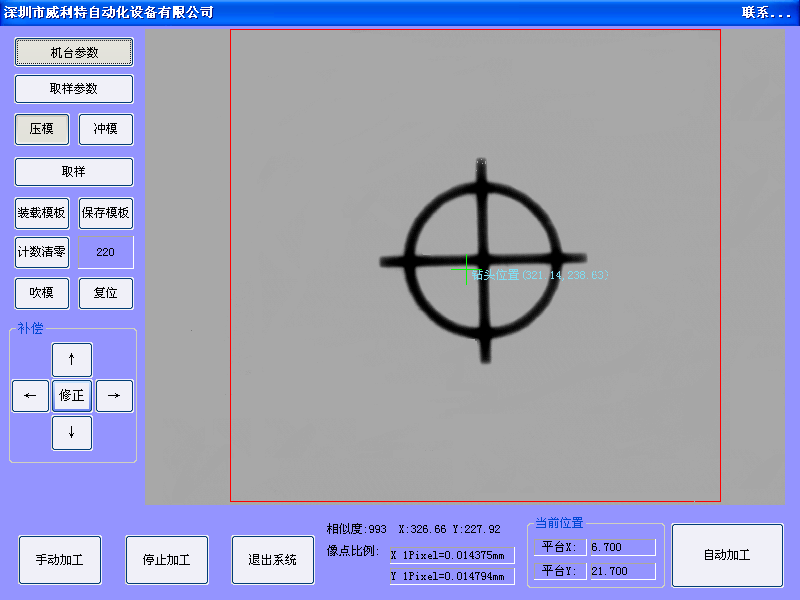 深圳市威利特自动化设备有限公司
联系...
机台参数
取样参数
压模
冲模
取样
装载模板
保存模板
计数清零
220
吹模
复位
补偿
↑
←
修正
→
↓
钻头位置(321.14,238.63)
手动加工
停止加工
退出系统
相似度:993 X:326.66 Y:227.92
像点比例:
X 1Pixel=0.014375mm
Y 1Pixel=0.014794mm
当前位置
平台X: 6.700
平台Y: 21.700
自动加工